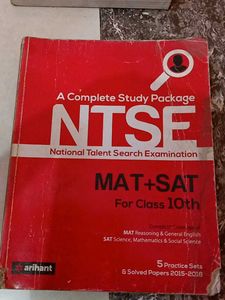 A Complete Study Package
NTSE
National Talent Search Examination
MAT+SAT
For Class 10th
MAT Reasoning & General English
SAT Science, Mathematics & Social Science
5 Practice Sets
& Solved Papers 2015-2018
arihant